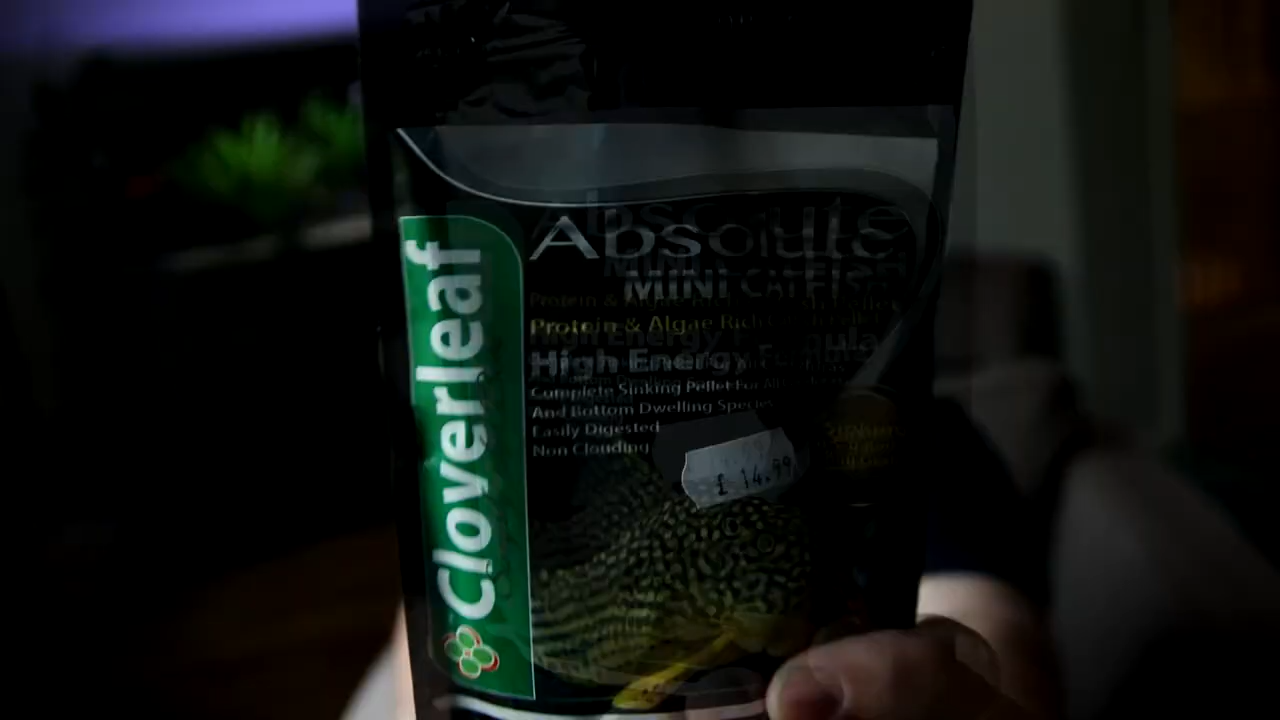 Cloverleaf
Absolute
MINI CATFISH
Protein & Algae Rich
High Energy Formula
Complete Sinking Pellet For
And Bottom Dwelling Species
Easily Digested
Non Clouding
£ 14.99